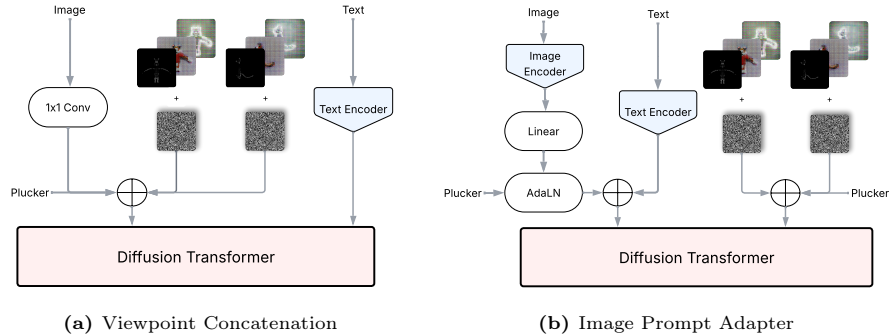 Image
Text
1x1 Conv
+
+
Text Encoder
Plucker
Diffusion Transformer
(a) Viewpoint Concatenation
Image
Text
Image
Encoder
Text Encoder
+
+
Linear
Plucker
AdaLN
Plucker
Diffusion Transformer
(b) Image Prompt Adapter